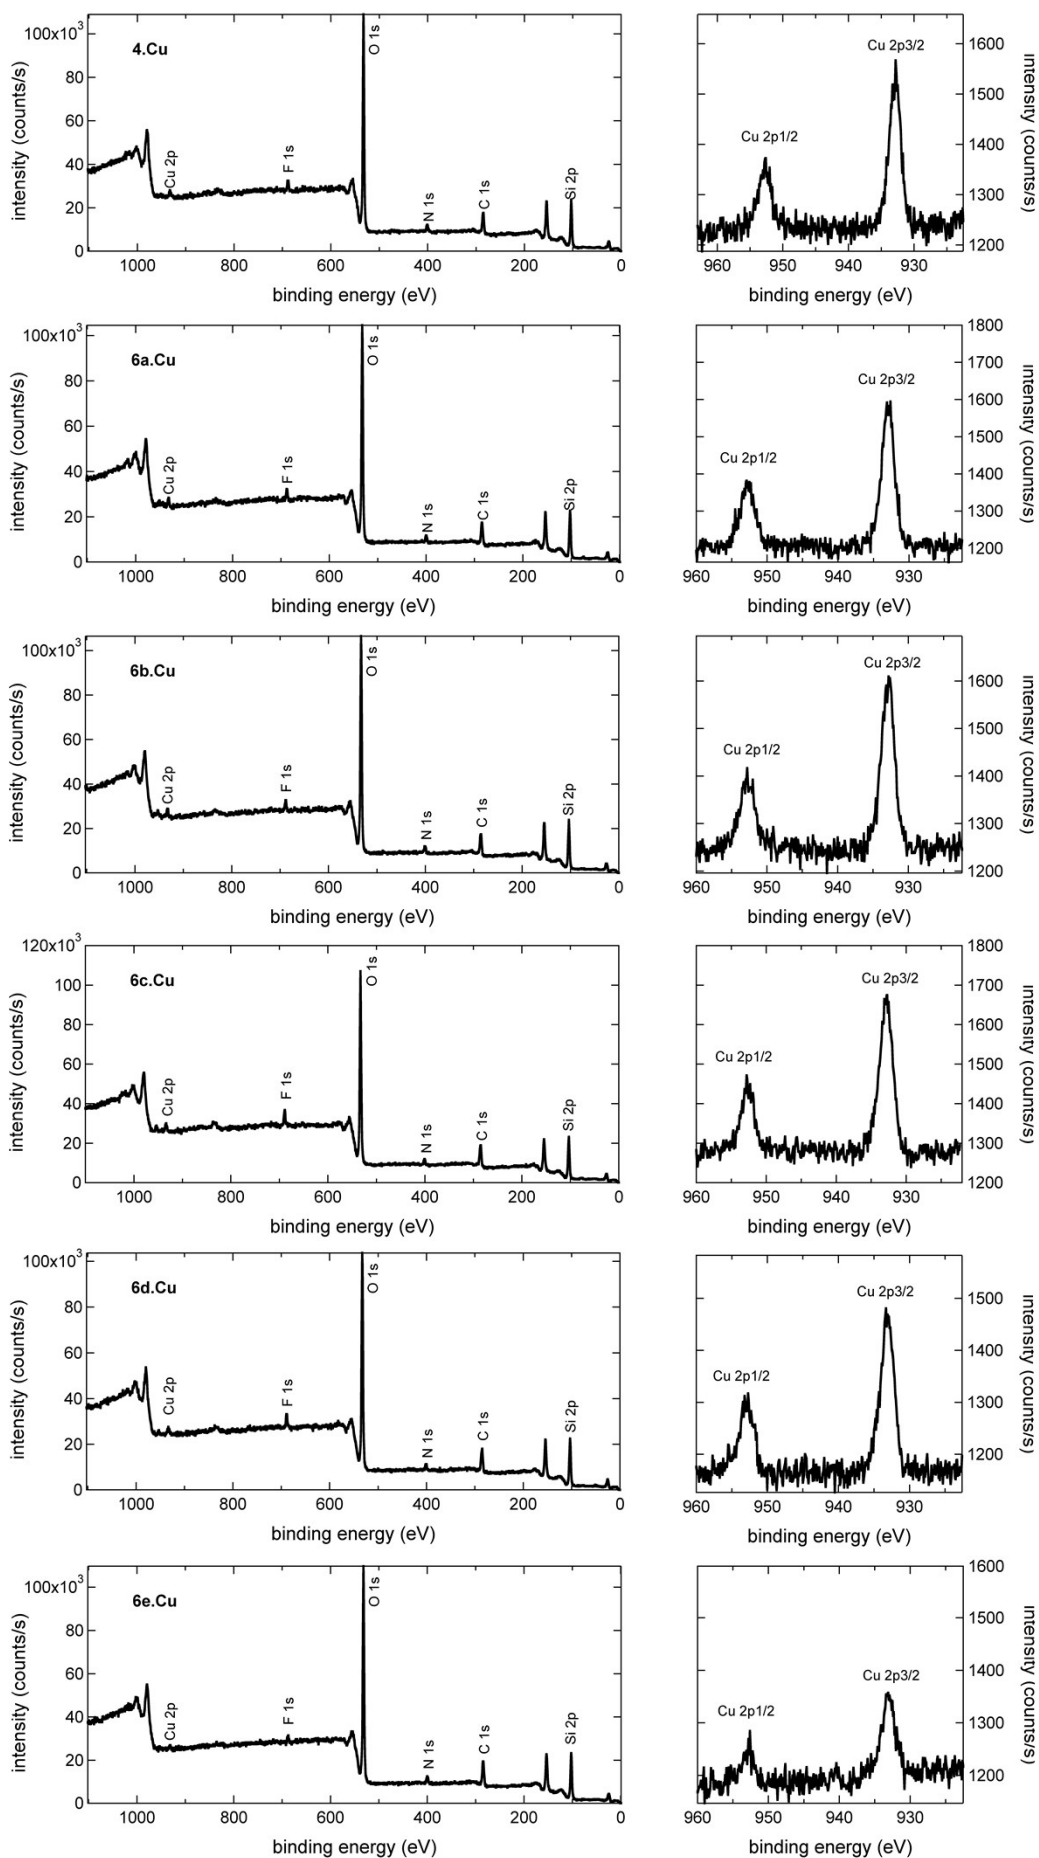 100x10³
80
60
40
20
0
1000 800 600 400 200 0
intensity (counts/s)
binding energy (eV)
4.Cu
Cu 2p
F 1s
O 1s
N 1s
C 1s
Si 2p
Cu 2p1/2
Cu 2p3/2
1600
1500
1400
1300
1200
960 950 940 930
intensity (counts/s)
binding energy (eV)
100x10³
80
60
40
20
0
1000 800 600 400 200 0
intensity (counts/s)
binding energy (eV)
6a.Cu
Cu 2p
F 1s
O 1s
N 1s
C 1s
Si 2p
Cu 2p1/2
Cu 2p3/2
1800
1700
1600
1500
1400
1300
1200
960 950 940 930
intensity (counts/s)
binding energy (eV)
100x10³
80
60
40
20
0
1000 800 600 400 200 0
intensity (counts/s)
binding energy (eV)
6b.Cu
Cu 2p
F 1s
O 1s
N 1s
C 1s
Si 2p
Cu 2p1/2
Cu 2p3/2
1600
1500
1400
1300
1200
960 950 940 930
intensity (counts/s)
binding energy (eV)
120x10³
100
80
60
40
20
0
1000 800 600 400 200 0
intensity (counts/s)
binding energy (eV)
6c.Cu
Cu 2p
F 1s
O 1s
N 1s
C 1s
Si 2p
Cu 2p1/2
Cu 2p3/2
1800
1700
1600
1500
1400
1300
1200
960 950 940 930
intensity (counts/s)
binding energy (eV)
100x10³
80
60
40
20
0
1000 800 600 400 200 0
intensity (counts/s)
binding energy (eV)
6d.Cu
Cu 2p
F 1s
O 1s
N 1s
C 1s
Si 2p
Cu 2p1/2
Cu 2p3/2
1500
1400
1300
1200
960 950 940 930
intensity (counts/s)
binding energy (eV)
100x10³
80
60
40
20
0
1000 800 600 400 200 0
intensity (counts/s)
binding energy (eV)
6e.Cu
Cu 2p
F 1s
O 1s
N 1s
C 1s
Si 2p
Cu 2p1/2
Cu 2p3/2
1600
1500
1400
1300
1200
960 950 940 930
intensity (counts/s)
binding energy (eV)